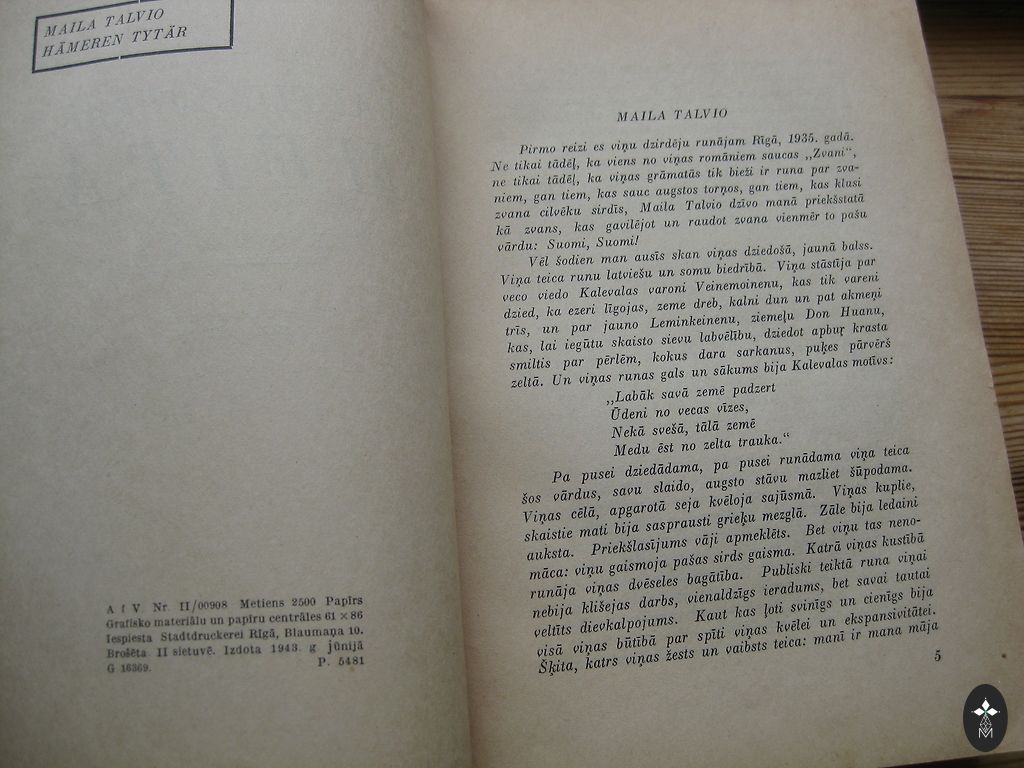 MAILA TALVIO
HÄMEREN TYTÄR
A f V. Nr. II/00908 Metiens 2500 Papīrs
Grafisko materiālu un papīru centrāles 61 × 86
Iespiesta Stadtdruckerei Rīgā, Blaumaņa 10.
Brošēta II sietuvē. Izdota 1943. g. jūnijā
G 16369. P. 5481
MAILA TALVIO
Pirmo reizi es viņu dzirdēju runājam Rīgā, 1935. gadā.
Ne tikai tādēļ, ka viens no viņas romāniem saucas „Zvani“,
ne tikai tādēļ, ka viņas grāmatās tik bieži ir runa par zva-
niem, gan tiem, kas sauc augstos torņos, gan tiem, kas klusi
zvana cilvēku sirdīs, Maila Talvio dzīvo manā priekšstatā
kā zvans, kas gavilējot un raudot zvana vienmēr to pašu
vārdu: Suomi, Suomi!
Vēl šodien man ausīs skan viņas dziedošā, jaunā balss.
Viņa teica runu latviešu un somu biedrībā. Viņa stāstīja par
veco viedo Kalevalas varoni Veinemoinenu, kas tik vareni
dzied, ka ezeri līgojas, zeme dreb, kalni dun un pat akmeņi
trīs, un par jauno Leminkeinenu, ziemeļu Don Huanu,
kas, lai iegūtu skaisto sievu labvēlību, dziedot apbuŗ krasta
smiltis par pērlēm, kokus dara sarkanus, puķes pārvērš
zeltā. Un viņas runas gals un sākums bija Kalevalas motīvs:
„Labāk savā zemē padzert
Ūdeni no vecas vīzes,
Nekā svešā, tālā zemē
Medu ēst no zelta trauka.“
Pa pusei dziedādama, pa pusei runādama viņa teica
šos vārdus, savu slaido, augsto stāvu mazliet šūpodama.
Viņas cēlā, apgarotā seja kvēloja sajūsmā. Viņas kuplie,
skaistie mati bija sasprausti grieķu mezglā. Zāle bija ledaini
auksta. Priekšlasījums vāji apmeklēts. Bet viņu tas neno-
māca: viņu gaismoja pašas sirds gaisma. Katrā viņas kustībā
runāja viņas dvēseles bagātība. Publiski teiktā runa viņai
nebija klišejas darbs, vienaldzīgs ieradums, bet savai tautai
veltīts dievkalpojums. Kaut kas ļoti svinīgs un cienīgs bija
visā viņas būtībā par spīti viņas kvēlei un ekspansivitātei.
Šķita, katrs viņas žests un vaibsts teica: manī ir mana māja
5
M